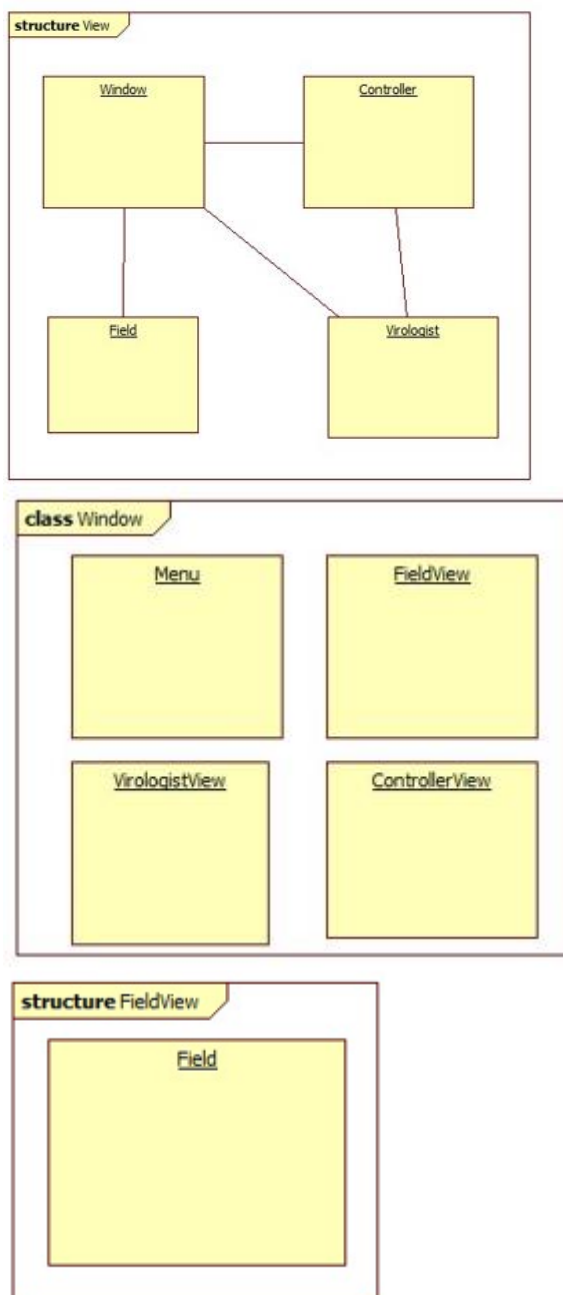 structure View
Window
Controller
Field
Virologist
class Window
Menu
FieldView
VirologistView
ControllerView
structure FieldView
Field